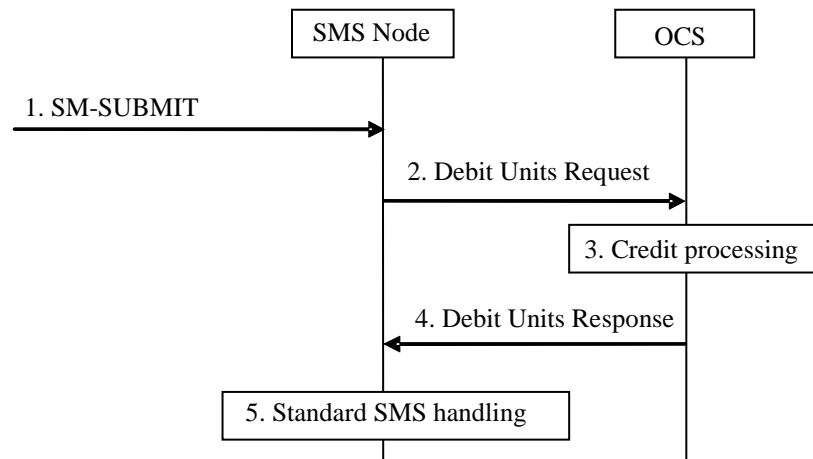 SMS Node
OCS
1. SM-SUBMIT
2. Debit Units Request
3. Credit processing
4. Debit Units Response
5. Standard SMS handling